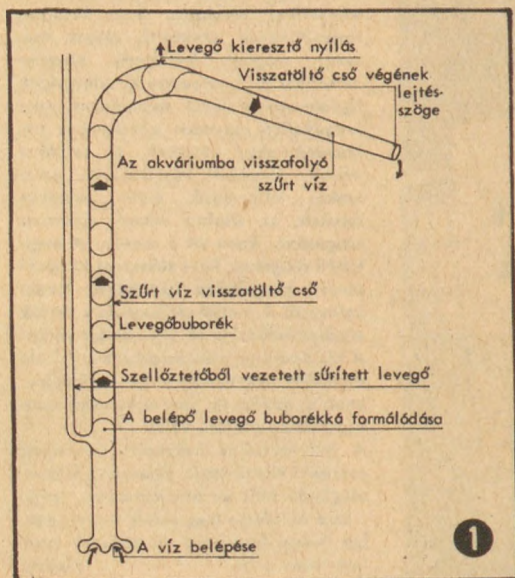 Levegő kieresztő nyílás
Visszatöltő cső végének
lejtés-
szöge
Az akváriumba visszafolyó
szűrt víz
Szűrt víz visszatöltő cső
Levegőbuborék
Szellőztetőből vezetett sűrített levegő
A belépő levegő buborékká formálódása
A víz belépése
1